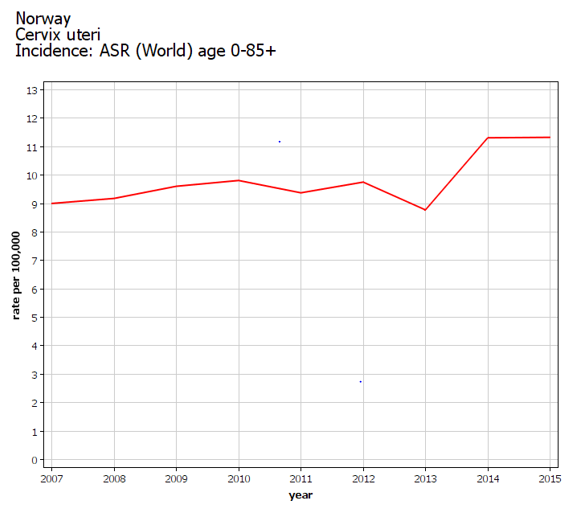 Norway
Cervix uteri
Incidence: ASR (World) age 0-85+
13
12
11
10
9
8
7
6
5
4
3
2
1
0
rate per 100,000
2007 2008 2009 2010 2011 2012 2013 2014 2015
year